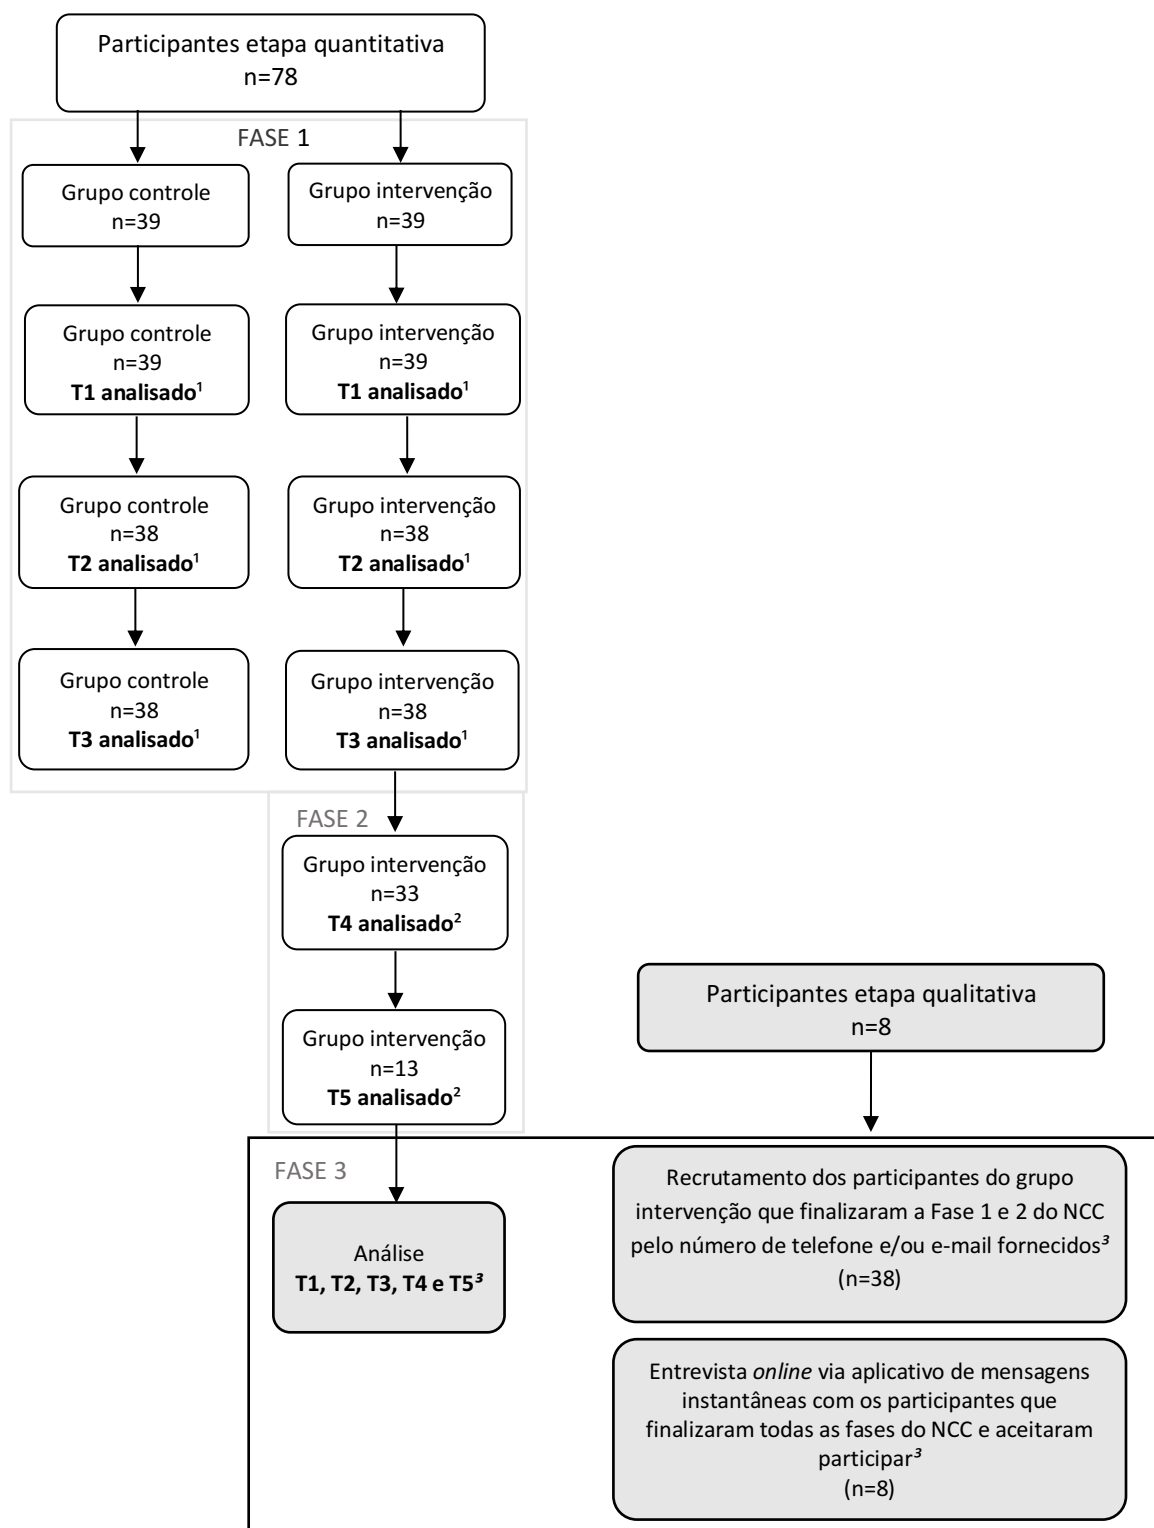 Participantes etapa quantitativa
n=78
FASE 1
Grupo controle
n=39
Grupo intervenção
n=39
Grupo controle
n=39
T1 analisado¹
Grupo intervenção
n=39
T1 analisado¹
Grupo controle
n=38
T2 analisado¹
Grupo intervenção
n=38
T2 analisado¹
Grupo controle
n=38
T3 analisado¹
Grupo intervenção
n=38
T3 analisado¹
FASE 2
Grupo intervenção
n=33
T4 analisado²
Grupo intervenção
n=13
T5 analisado²
Participantes etapa qualitativa
n=8
FASE 3
Análise
T1, T2, T3, T4 e T5³
Recrutamento dos participantes do grupo
intervenção que finalizaram a Fase 1 e 2 do NCC
pelo número de telefone e/ou e-mail fornecidos³
(n=38)
Entrevista online via aplicativo de mensagens
instantâneas com os participantes que
finalizaram todas as fases do NCC e aceitaram
participar³
(n=8)